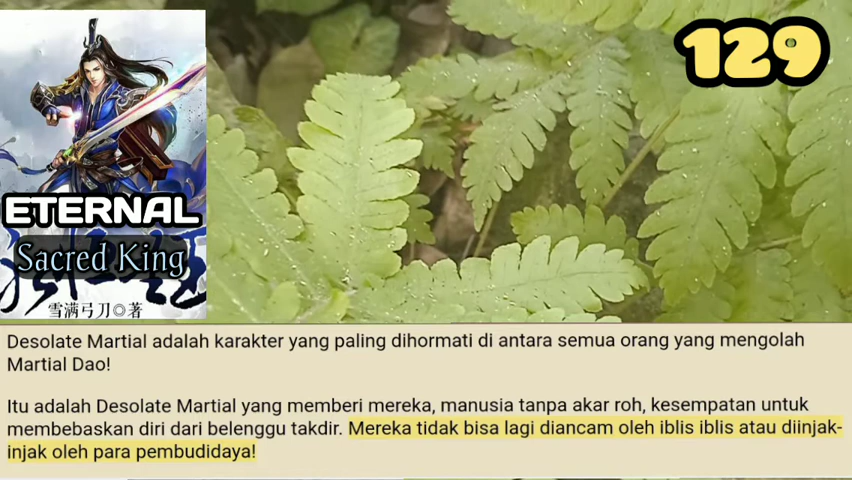 129
ETERNAL
Sacred King
雪满弓刀◎著
Desolate Martial adalah karakter yang paling dihormati di antara semua orang yang mengolah
Martial Dao!
Itu adalah Desolate Martial yang memberi mereka, manusia tanpa akar roh, kesempatan untuk
membebaskan diri dari belenggu takdir. Mereka tidak bisa lagi diancam oleh iblis iblis atau diinjak-
injak oleh para pembudidaya!